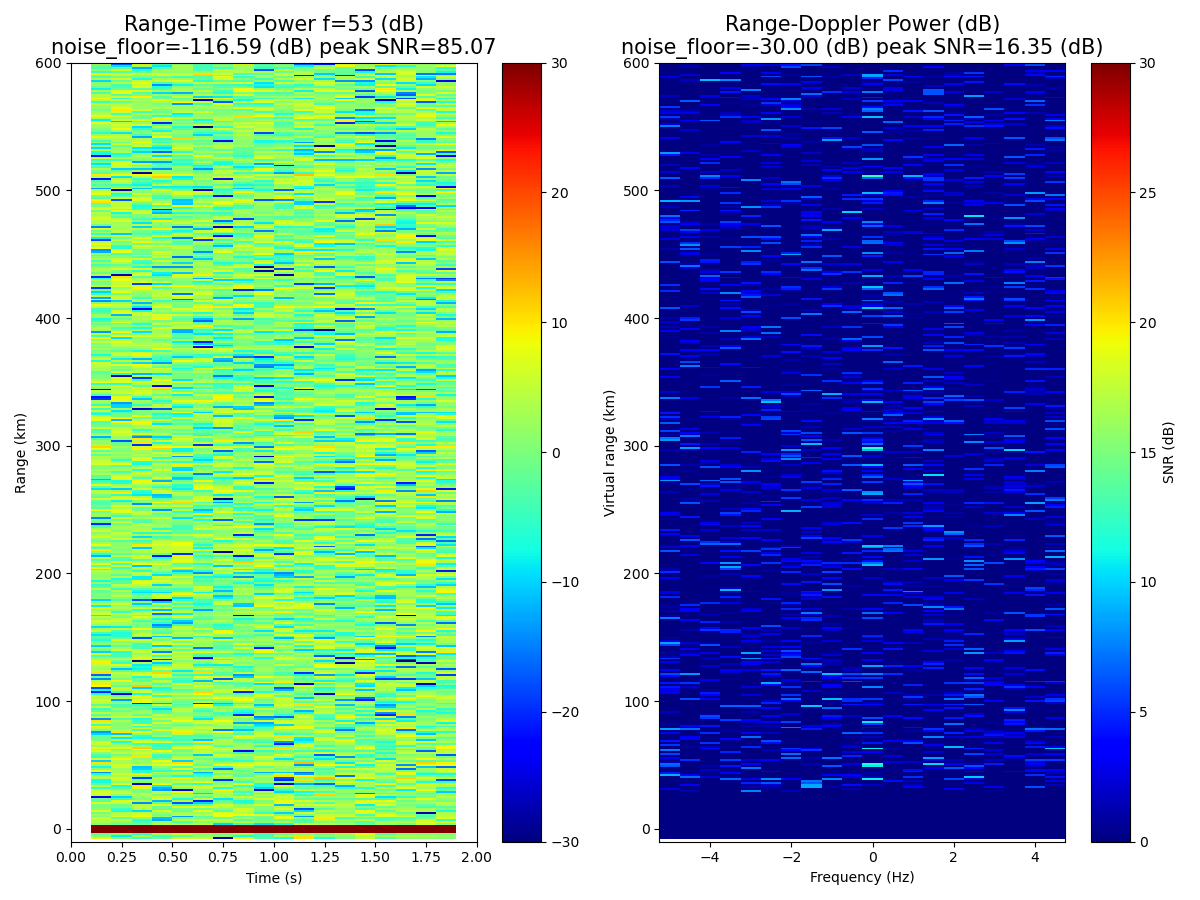 Range-Time Power f=53 (dB)
noise_floor=-116.59 (dB) peak SNR=85.07
Range-Doppler Power (dB)
noise_floor=-30.00 (dB) peak SNR=16.35 (dB)
600
500
400
300
200
100
0
Range (km)
0.00 0.25 0.50 0.75 1.00 1.25 1.50 1.75 2.00
Time (s)
30
20
10
0
−10
−20
−30
600
500
400
300
200
100
0
Virtual range (km)
−4 −2 0 2 4
Frequency (Hz)
30
25
20
15
10
5
0
SNR (dB)